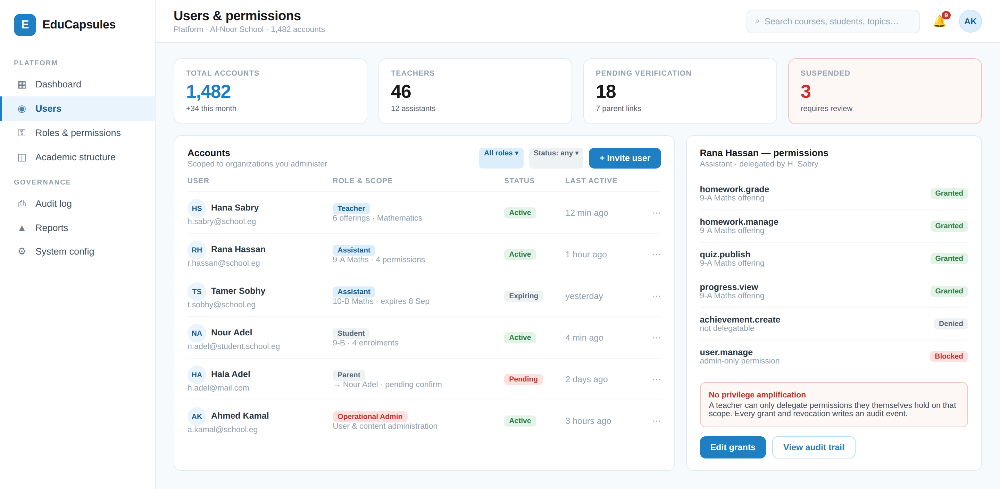 E EduCapsules
PLATFORM
Dashboard
Users
Roles & permissions
Academic structure
GOVERNANCE
Audit log
Reports
System config
Users & permissions
Platform · Al-Noor School · 1,482 accounts
Search courses, students, topics…
9
AK
TOTAL ACCOUNTS
1,482
+34 this month
TEACHERS
46
12 assistants
PENDING VERIFICATION
18
7 parent links
SUSPENDED
3
requires review
Accounts
Scoped to organizations you administer
All roles ▾
Status: any ▾
+ Invite user
USER ROLE & SCOPE STATUS LAST ACTIVE
HS Hana Sabry
h.sabry@school.eg
Teacher
6 offerings · Mathematics
Active
12 min ago
···
RH Rana Hassan
r.hassan@school.eg
Assistant
9-A Maths · 4 permissions
Active
1 hour ago
···
TS Tamer Sobhy
t.sobhy@school.eg
Assistant
10-B Maths · expires 8 Sep
Expiring
yesterday
···
NA Nour Adel
n.adel@student.school.eg
Student
9-B · 4 enrolments
Active
4 min ago
···
HA Hala Adel
h.adel@mail.com
Parent
→ Nour Adel · pending confirm
Pending
2 days ago
···
AK Ahmed Kamal
a.kamal@school.eg
Operational Admin
User & content administration
Active
3 hours ago
···
Rana Hassan — permissions
Assistant · delegated by H. Sabry
homework.grade
9-A Maths offering
Granted
homework.manage
9-A Maths offering
Granted
quiz.publish
9-A Maths offering
Granted
progress.view
9-A Maths offering
Granted
achievement.create
not delegatable
Denied
user.manage
admin-only permission
Blocked
No privilege amplification
A teacher can only delegate permissions they themselves hold on that
scope. Every grant and revocation writes an audit event.
Edit grants
View audit trail